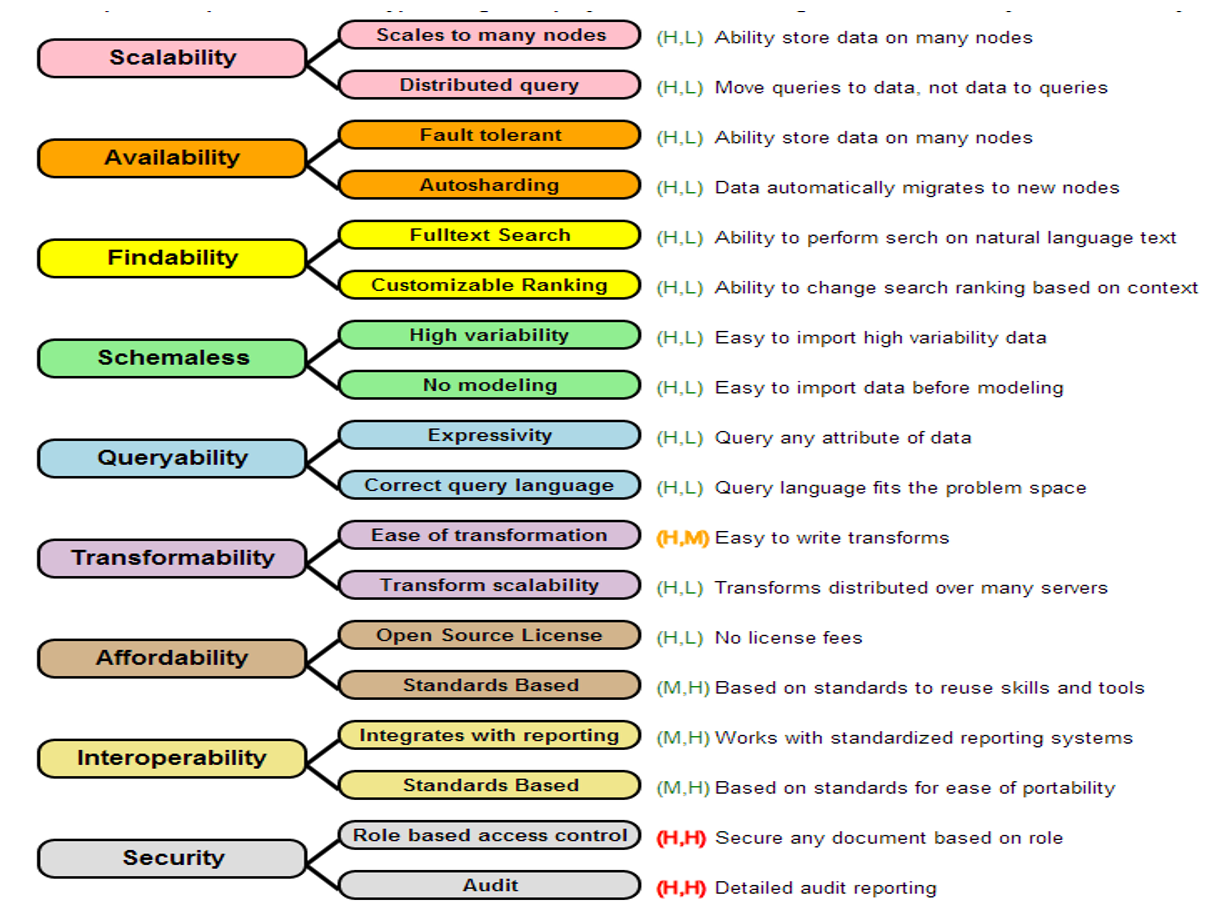 Scalability
Scales to many nodes (H,L) Ability store data on many nodes
Distributed query (H,L) Move queries to data, not data to queries
Availability
Fault tolerant (H,L) Ability store data on many nodes
Autosharding (H,L) Data automatically migrates to new nodes
Findability
Fulltext Search (H,L) Ability to perform serch on natural language text
Customizable Ranking (H,L) Ability to change search ranking based on context
Schemaless
High variability (H,L) Easy to import high variability data
No modeling (H,L) Easy to import data before modeling
Queryability
Expressivity (H,L) Query any attribute of data
Correct query language (H,L) Query language fits the problem space
Transformability
Ease of transformation (H,M) Easy to write transforms
Transform scalability (H,L) Transforms distributed over many servers
Affordability
Open Source License (H,L) No license fees
Standards Based (M,H) Based on standards to reuse skills and tools
Interoperability
Integrates with reporting (M,H) Works with standardized reporting systems
Standards Based (M,H) Based on standards for ease of portability
Security
Role based access control (H,H) Secure any document based on role
Audit (H,H) Detailed audit reporting